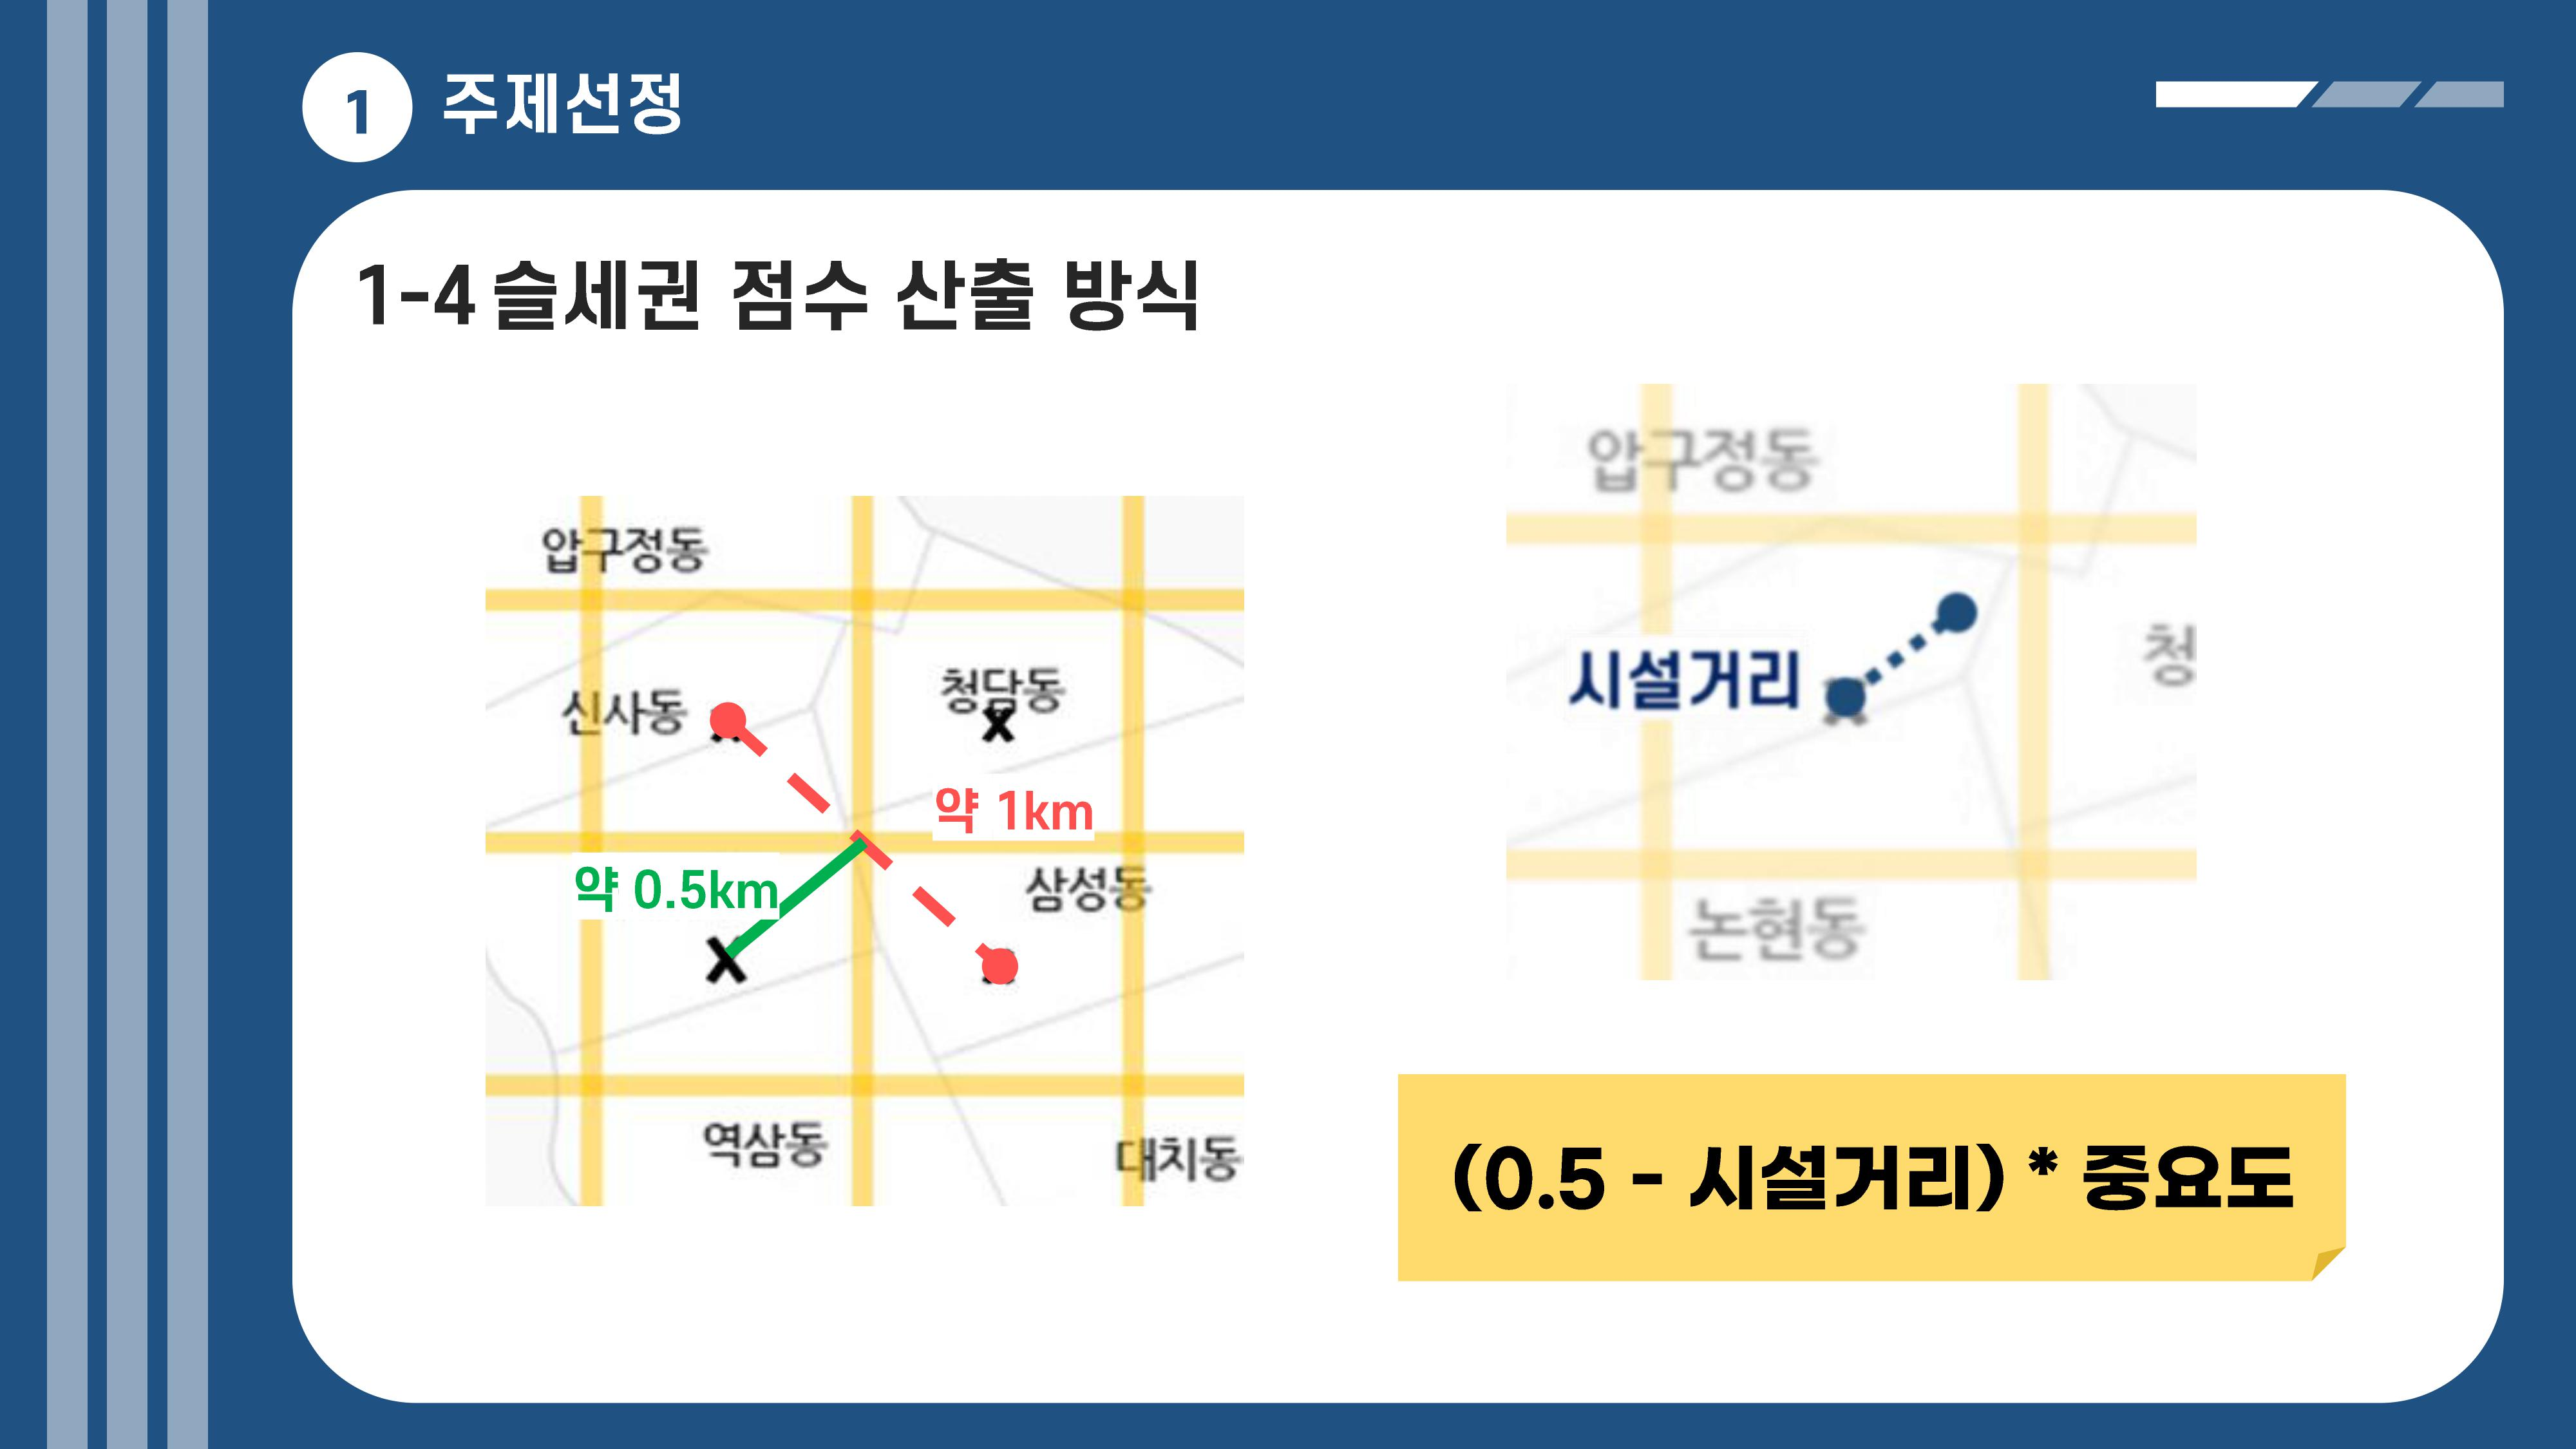 1 주제선정
1-4 슬세권 점수 산출 방식
압구정동
신사동
청담동
X
약 1km
약 0.5km
삼성동
X
역삼동
대치동
압구정동
시설거리
청
논현동
(0.5 - 시설거리) * 중요도